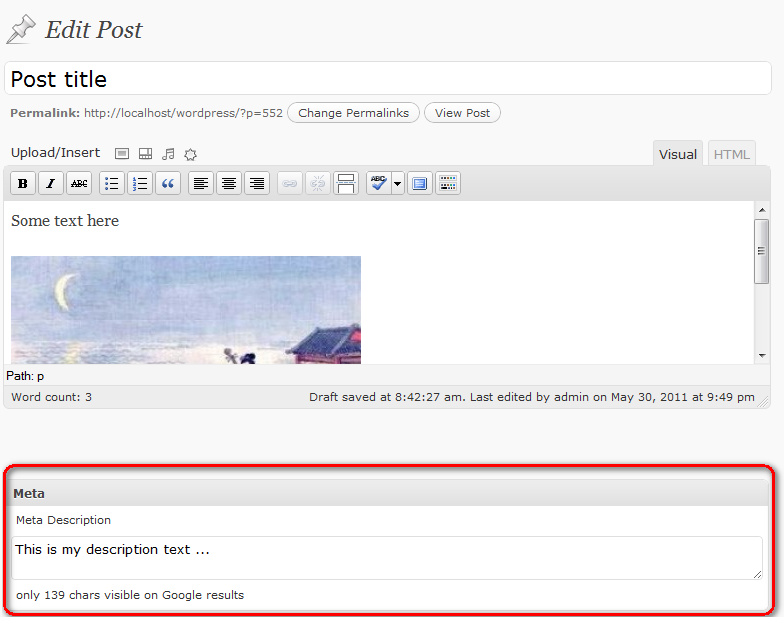 Edit Post
Post title
Permalink: http://localhost/wordpress/?p=552 Change Permalinks View Post
Upload/Insert Visual HTML
B I ABC ABC
Some text here
Path: p
Word count: 3 Draft saved at 8:42:27 am. Last edited by admin on May 30, 2011 at 9:49 pm
Meta
Meta Description
This is my description text ...
only 139 chars visible on Google results